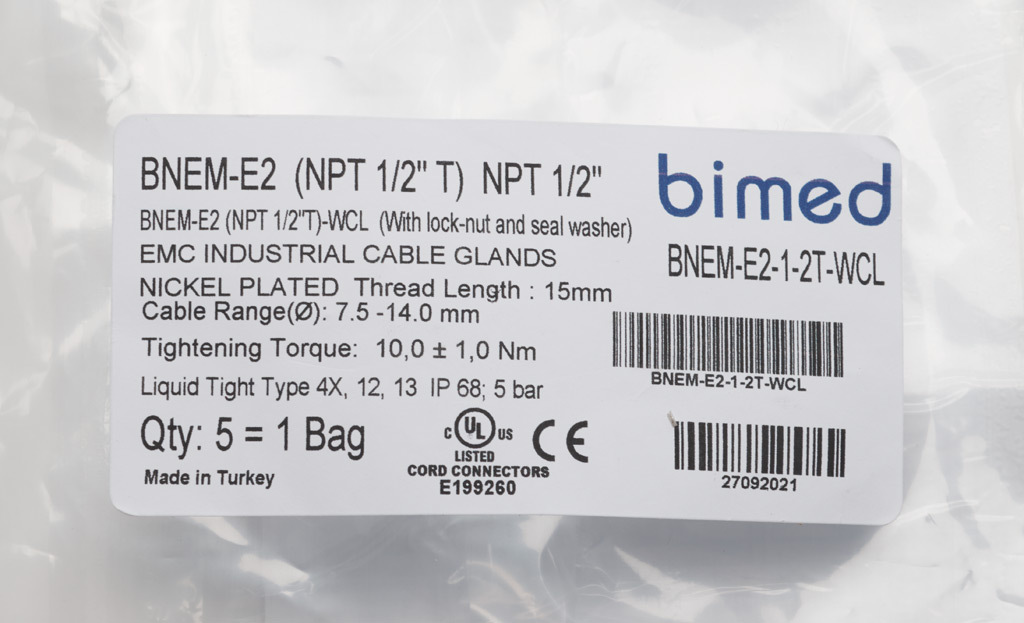 BNEM-E2 (NPT 1/2" T) NPT 1/2"
BNEM-E2 (NPT 1/2"T)-WCL (With lock-nut and seal washer)
EMC INDUSTRIAL CABLE GLANDS
NICKEL PLATED Thread Length : 15mm
Cable Range(Ø): 7.5 -14.0 mm
Tightening Torque: 10,0 ± 1,0 Nm
Liquid Tight Type 4X, 12, 13 IP 68; 5 bar
Qty: 5 = 1 Bag
Made in Turkey
C UL US
LISTED
CORD CONNECTORS
E199260
CE
bimed
BNEM-E2-1-2T-WCL
BNEM-E2-1-2T-WCL
27092021